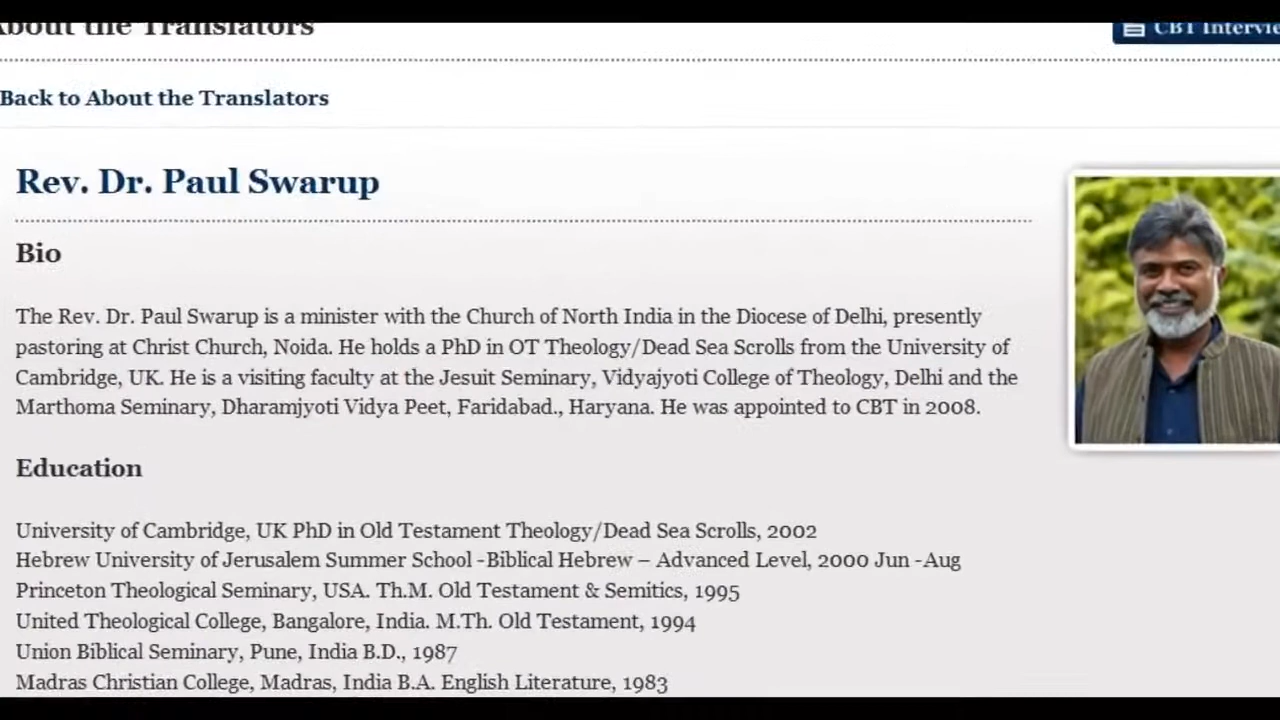 About the Translators
CBT Intervie
Back to About the Translators
Rev. Dr. Paul Swarup
Bio
The Rev. Dr. Paul Swarup is a minister with the Church of North India in the Diocese of Delhi, presently
pastoring at Christ Church, Noida. He holds a PhD in OT Theology/Dead Sea Scrolls from the University of
Cambridge, UK. He is a visiting faculty at the Jesuit Seminary, Vidyajyoti College of Theology, Delhi and the
Marthoma Seminary, Dharamjyoti Vidya Peet, Faridabad., Haryana. He was appointed to CBT in 2008.
Education
University of Cambridge, UK PhD in Old Testament Theology/Dead Sea Scrolls, 2002
Hebrew University of Jerusalem Summer School -Biblical Hebrew – Advanced Level, 2000 Jun -Aug
Princeton Theological Seminary, USA. Th.M. Old Testament & Semitics, 1995
United Theological College, Bangalore, India. M.Th. Old Testament, 1994
Union Biblical Seminary, Pune, India B.D., 1987
Madras Christian College, Madras, India B.A. English Literature, 1983